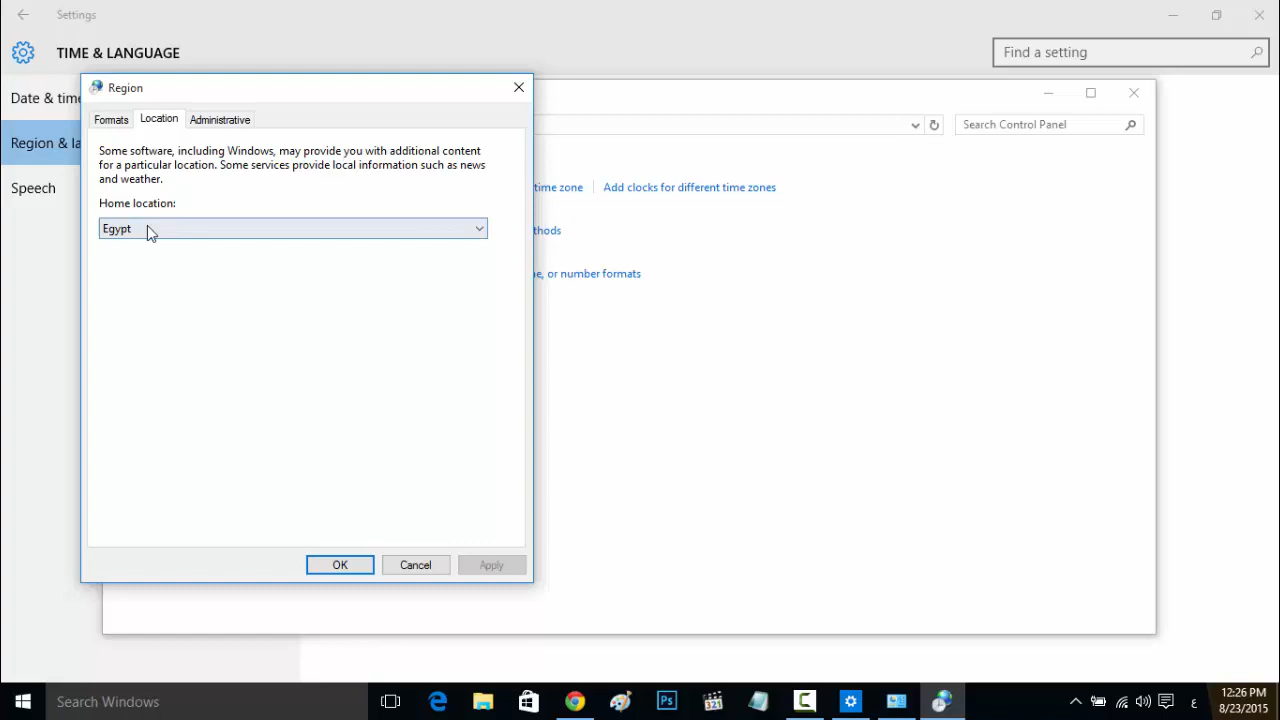 Settings
TIME & LANGUAGE
Find a setting
Date & time
Region & la
Speech
Region
Formats
Location
Administrative
Some software, including Windows, may provide you with additional content
for a particular location. Some services provide local information such as news
and weather.
Home location:
Egypt
OK
Cancel
Apply
Search Control Panel
time zone
Add clocks for different time zones
thods
e, or number formats
Search Windows
Ps
321
C
ع
12:26 PM
8/23/2015